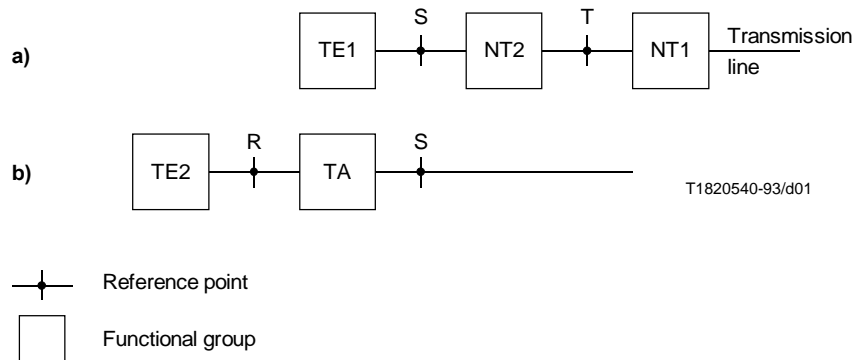 S T
a) TE1 NT2 NT1 Transmission
line
R S
b) TE2 TA
T1820540-93/d01
Reference point
Functional group